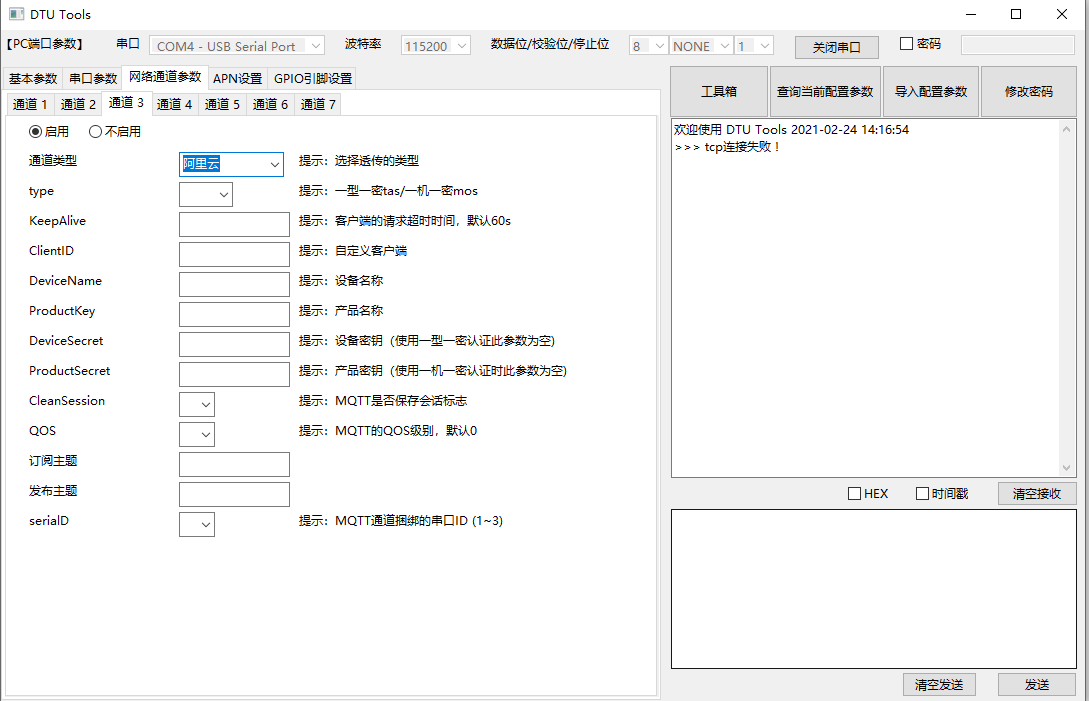 DTU Tools
【PC端口参数】 串口 COM4 - USB Serial Port 波特率 115200 数据位/校验位/停止位 8 NONE 1 关闭串口 密码
基本参数 串口参数 网络通道参数 APN设置 GPIO引脚设置
通道 1 通道 2 通道 3 通道 4 通道 5 通道 6 通道 7
启用 不启用
通道类型 阿里云 提示：选择透传的类型
type 提示：一型一密tas/一机一密mos
KeepAlive 提示：客户端的请求超时时间，默认60s
ClientID 提示：自定义客户端
DeviceName 提示：设备名称
ProductKey 提示：产品名称
DeviceSecret 提示：设备密钥（使用一型一密认证此参数为空)
ProductSecret 提示：产品密钥（使用一机一密认证时此参数为空)
CleanSession 提示：MQTT是否保存会话标志
QOS 提示：MQTT的QOS级别，默认0
订阅主题
发布主题
serialD 提示：MQTT通道捆绑的串口ID (1~3)
工具箱 查询当前配置参数 导入配置参数 修改密码
欢迎使用 DTU Tools 2021-02-24 14:16:54
>>> tcp连接失败！
HEX 时间戳 清空接收
清空发送 发送